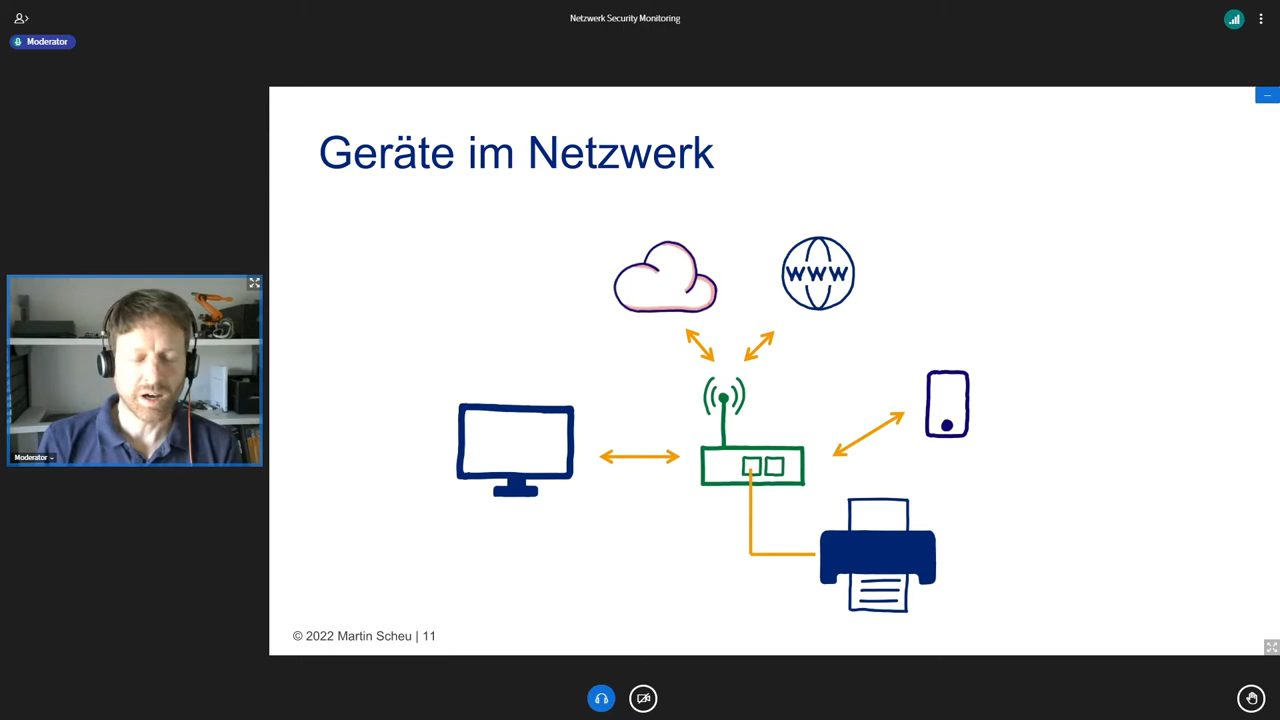 Netzwerk Security Monitoring
Moderator
Geräte im Netzwerk
www
Moderator
© 2022 Martin Scheu | 11